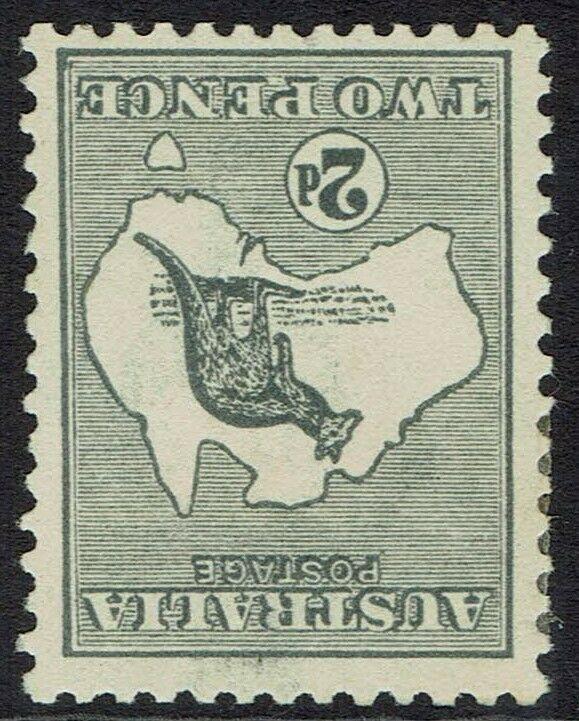 AUSTRALIA
POSTAGE
2d
TWO PENCE